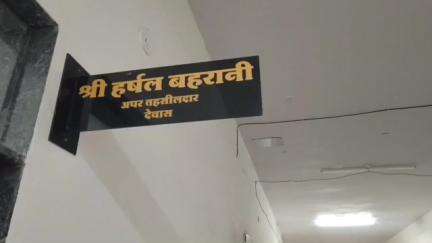 श्री हर्षल बहरानी
अपर तहसीलदार
देवास